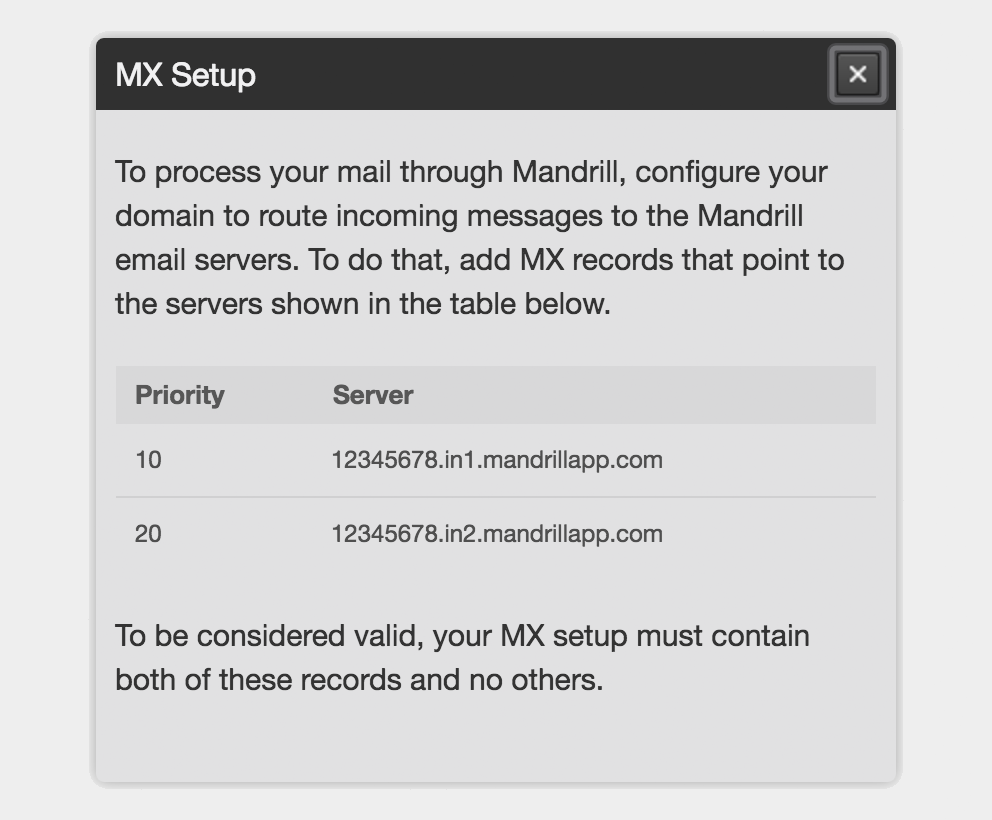 MX Setup
To process your mail through Mandrill, configure your
domain to route incoming messages to the Mandrill
email servers. To do that, add MX records that point to
the servers shown in the table below.
Priority Server
10 12345678.in1.mandrillapp.com
20 12345678.in2.mandrillapp.com
To be considered valid, your MX setup must contain
both of these records and no others.